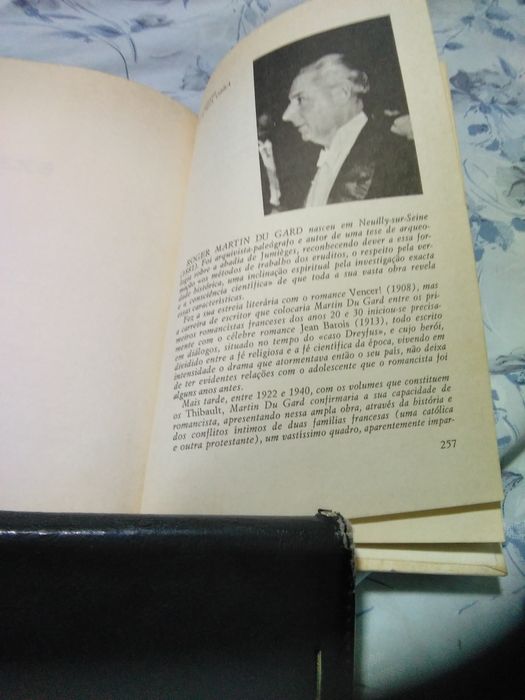 OBRA
ROGER MARTIN DU GARD nasceu em Neuilly-sur-Seine
(1881). Foi arquivista-paleógrafo e autor de uma tese de arqueo-
logia sobre a abadia de Jumièges, reconhecendo dever a essa for-
mação «os métodos de trabalho dos eruditos, o respeito pela ver-
dade histórica, uma inclinação espiritual pela investigação exacta
e a consciência científica» de que toda a sua vasta obra revela
essas características.
Fez a sua estreia literária com o romance Vencer! (1908), mas
a carreira de escritor que colocaria Martin Du Gard entre os pri-
meiros romancistas franceses dos anos 20 e 30 iniciou-se precisa-
mente com o célebre romance Jean Barois (1913), todo escrito
em diálogos, situado no tempo do «caso Dreyfus», e cujo herói,
dividido entre a fé religiosa e a fé científica da época, vivendo em
intensidade o drama que atormentava então o seu país, não deixa
de ter evidentes relações com o adolescente que o romancista foi
alguns anos antes.
Mais tarde, entre 1922 e 1940, com os volumes que constituem
os Thibault, Martin Du Gard confirmaria a sua capacidade de
romancista, apresentando nessa ampla obra, através da história e
dos conflitos íntimos de duas famílias francesas (uma católica
e outra protestante), um vastíssimo quadro, aparentemente impar-
257